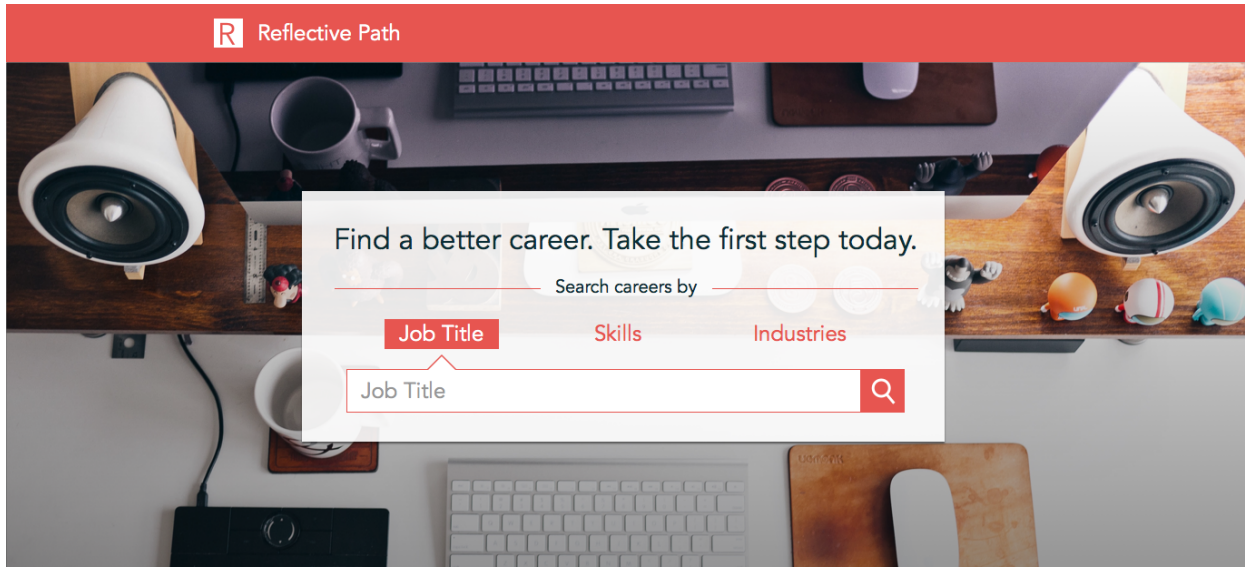 R Reflective Path
Find a better career. Take the first step today.
Search careers by
Job Title Skills Industries
Job Title